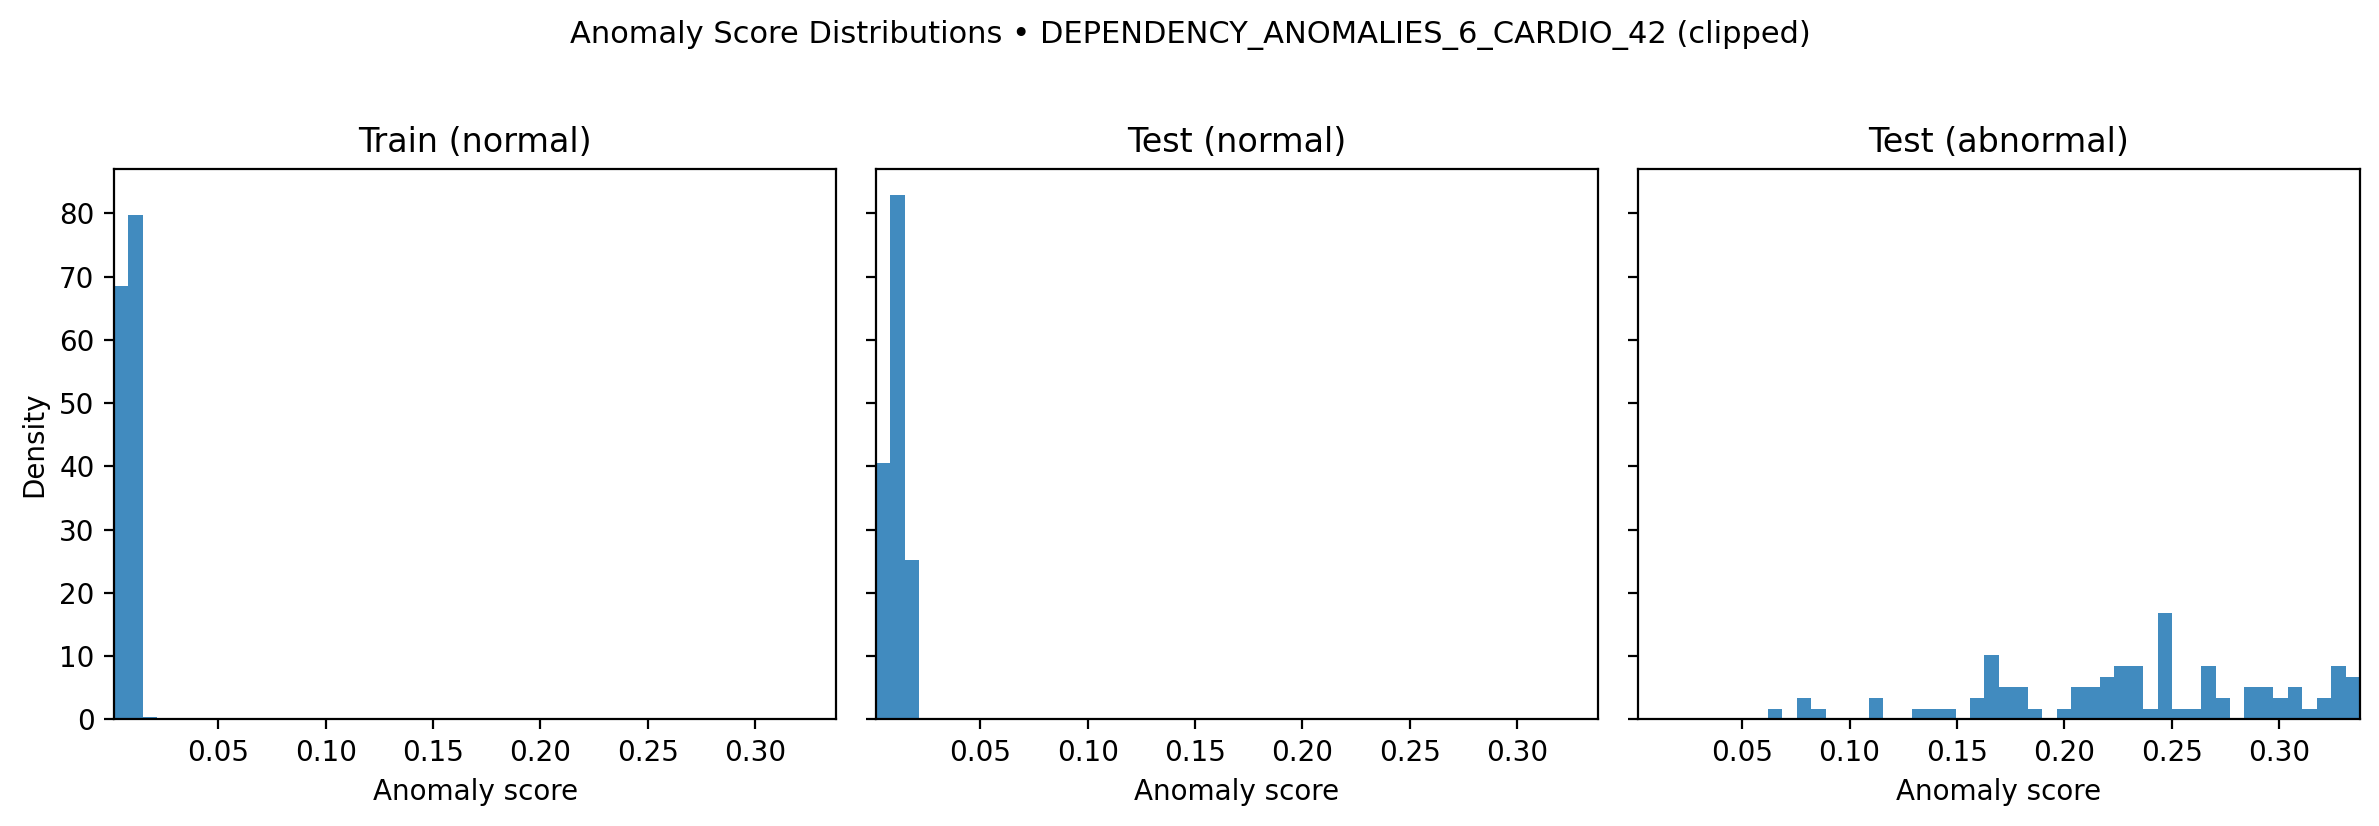 Anomaly Score Distributions • DEPENDENCY_ANOMALIES_6_CARDIO_42 (clipped)
Train (normal)
Test (normal)
Test (abnormal)
Density
80
70
60
50
40
30
20
10
0
0.05 0.10 0.15 0.20 0.25 0.30
0.05 0.10 0.15 0.20 0.25 0.30
0.05 0.10 0.15 0.20 0.25 0.30
Anomaly score
Anomaly score
Anomaly score